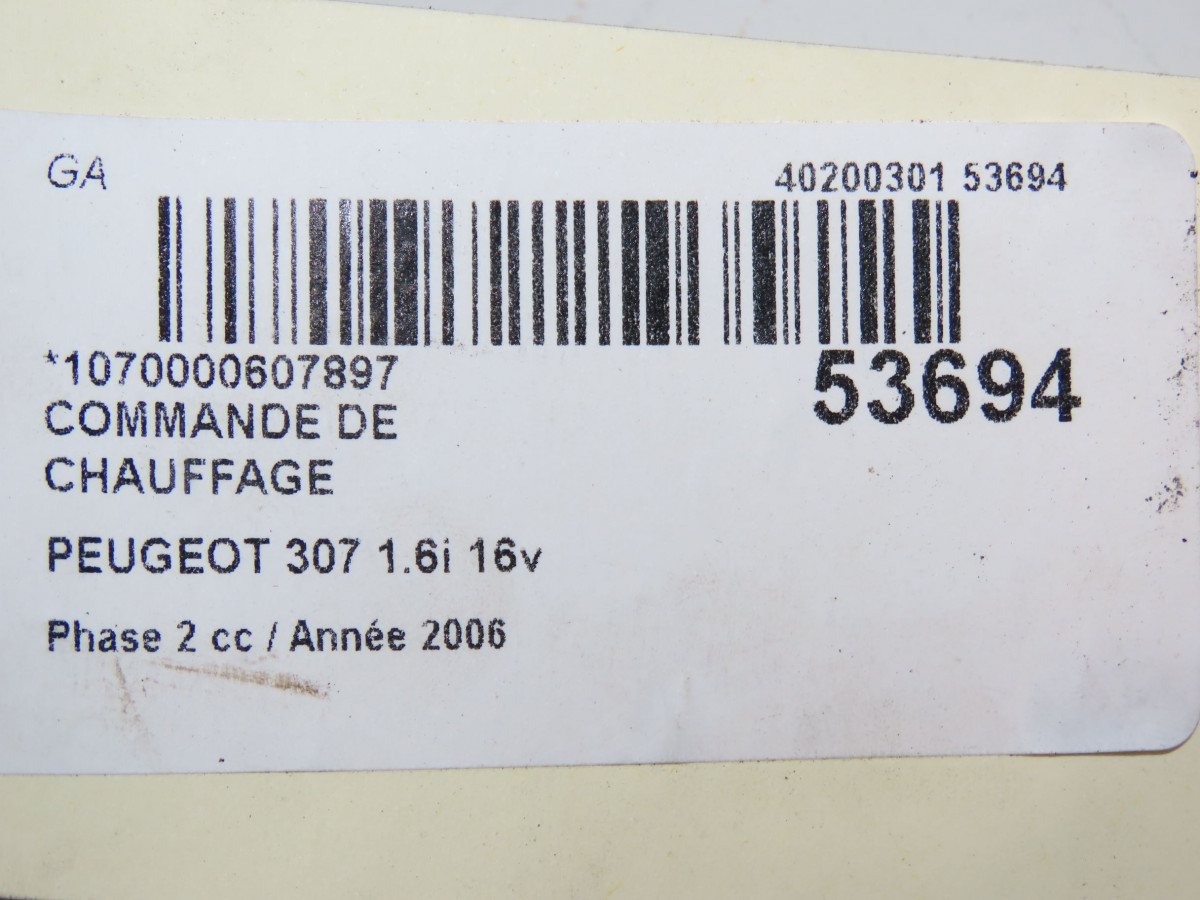 GA
40200301 53694
*1070000607897
53694
COMMANDE DE
CHAUFFAGE
PEUGEOT 307 1.6i 16v
Phase 2 cc / Année 2006